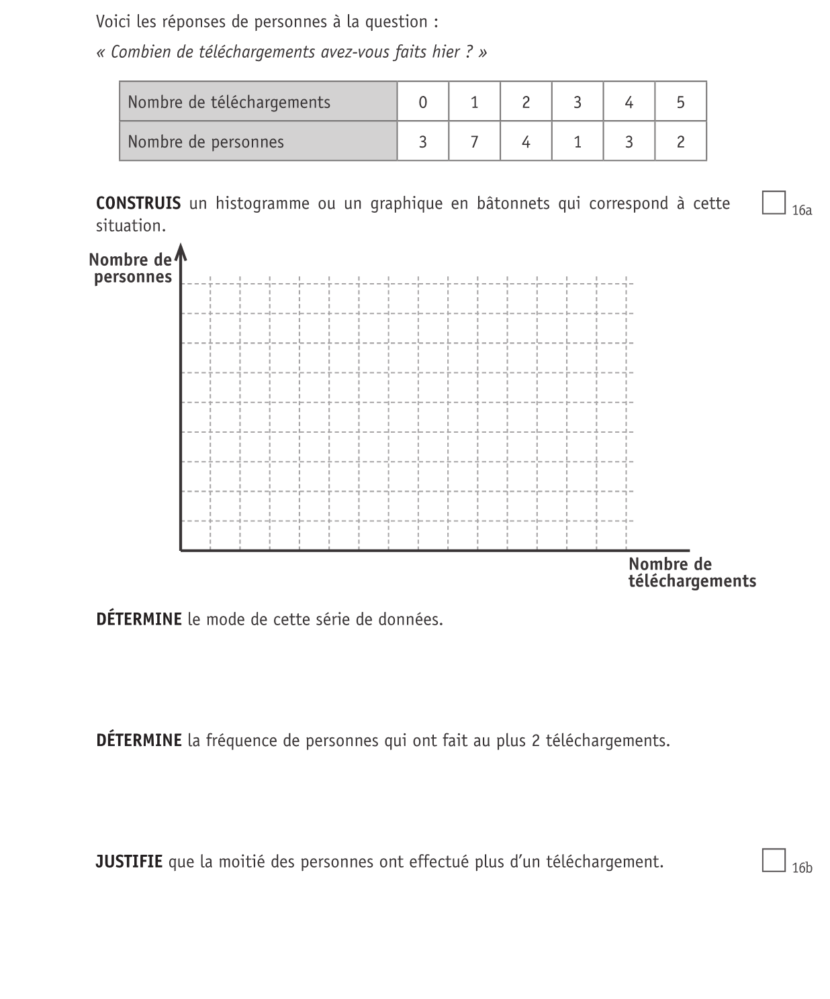 Voici les réponses de personnes à la question :
« Combien de téléchargements avez-vous faits hier ? »
Nombre de téléchargements 0 1 2 3 4 5
Nombre de personnes 3 7 4 1 3 2
CONSTRUIS un histogramme ou un graphique en bâtonnets qui correspond à cette
situation.
16a
Nombre de
personnes
Nombre de
téléchargements
DÉTERMINE le mode de cette série de données.
DÉTERMINE la fréquence de personnes qui ont fait au plus 2 téléchargements.
JUSTIFIE que la moitié des personnes ont effectué plus d’un téléchargement.
16b